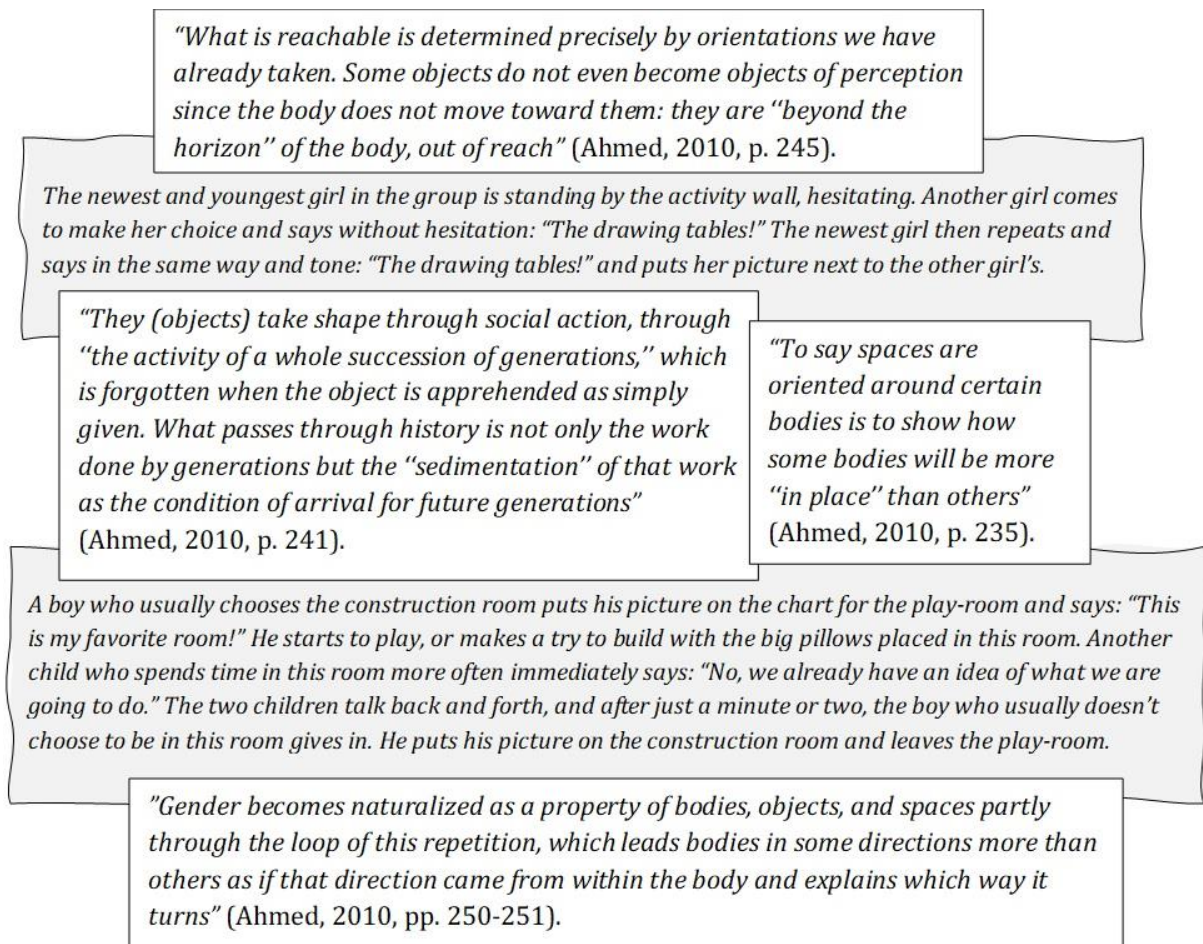 “What is reachable is determined precisely by orientations we have
already taken. Some objects do not even become objects of perception
since the body does not move toward them: they are ‘‘beyond the
horizon’’ of the body, out of reach” (Ahmed, 2010, p. 245).
The newest and youngest girl in the group is standing by the activity wall, hesitating. Another girl comes
to make her choice and says without hesitation: “The drawing tables!” The newest girl then repeats and
says in the same way and tone: “The drawing tables!” and puts her picture next to the other girl’s.
“They (objects) take shape through social action, through
‘‘the activity of a whole succession of generations,’’ which
is forgotten when the object is apprehended as simply
given. What passes through history is not only the work
done by generations but the ‘‘sedimentation’’ of that work
as the condition of arrival for future generations”
(Ahmed, 2010, p. 241).
“To say spaces are
oriented around certain
bodies is to show how
some bodies will be more
‘‘in place’’ than others”
(Ahmed, 2010, p. 235).
A boy who usually chooses the construction room puts his picture on the chart for the play-room and says: “This
is my favorite room!” He starts to play, or makes a try to build with the big pillows placed in this room. Another
child who spends time in this room more often immediately says: “No, we already have an idea of what we are
going to do.” The two children talk back and forth, and after just a minute or two, the boy who usually doesn’t
choose to be in this room gives in. He puts his picture on the construction room and leaves the play-room.
”Gender becomes naturalized as a property of bodies, objects, and spaces partly
through the loop of this repetition, which leads bodies in some directions more than
others as if that direction came from within the body and explains which way it
turns” (Ahmed, 2010, pp. 250-251).